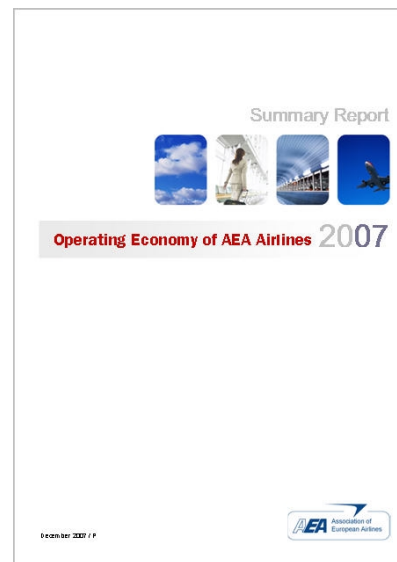 Summary Report
Operating Economy of AEA Airlines 2007
December 2007 / P
AEA Association of
European Airlines